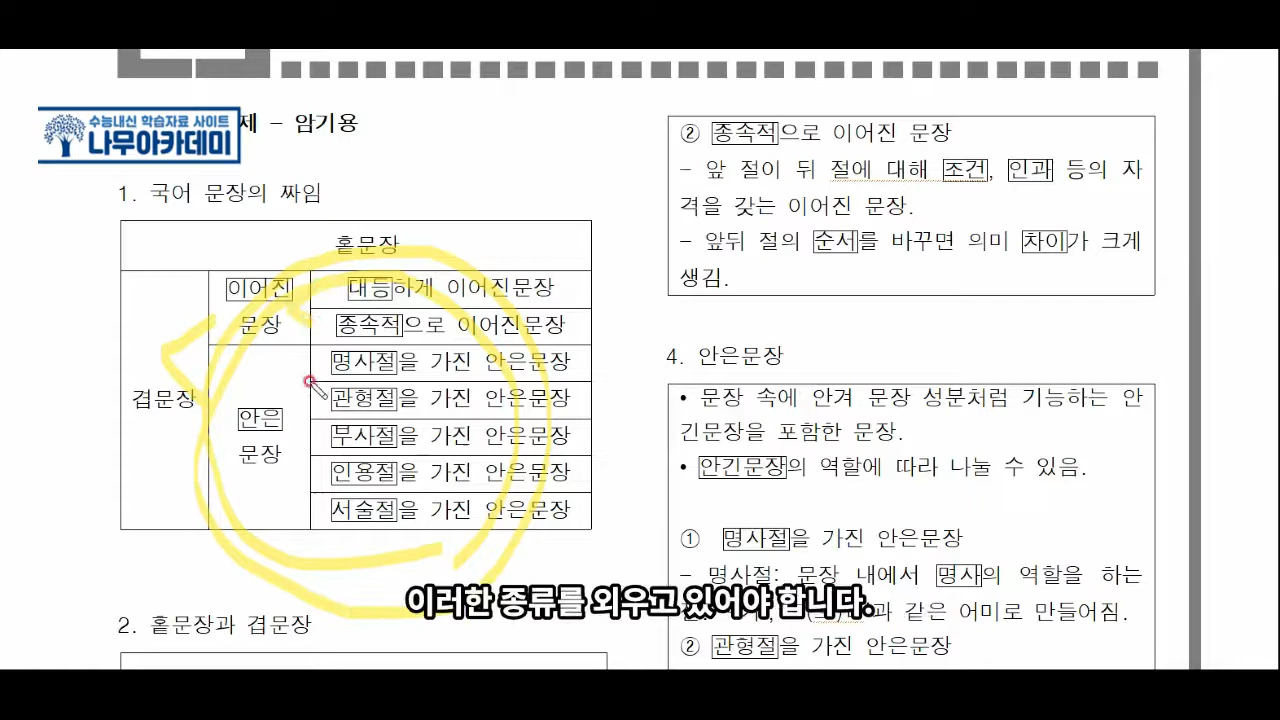 수능내신 학습자료 사이트
나무아카데미
제 - 암기용
1. 국어 문장의 짜임
홑문장
겹문장
이어진
문장
대등하게 이어진문장
종속적으로 이어진문장
안은
문장
명사절을 가진 안은문장
관형절을 가진 안은문장
부사절을 가진 안은문장
인용절을 가진 안은문장
서술절을 가진 안은문장
2. 홑문장과 겹문장
② 종속적으로 이어진 문장
- 앞 절이 뒤 절에 대해 조건, 인과 등의 자
격을 갖는 이어진 문장.
- 앞뒤 절의 순서를 바꾸면 의미 차이가 크게
생김.
4. 안은문장
• 문장 속에 안겨 문장 성분처럼 기능하는 안
긴문장을 포함한 문장.
• 안긴문장의 역할에 따라 나눌 수 있음.
① 명사절을 가진 안은문장
- 명사절: 문장 내에서 명사의 역할을 하는
같은 어미로 만들어짐.
② 관형절을 가진 안은문장
이러한 종류를 외우고 있어야 합니다.